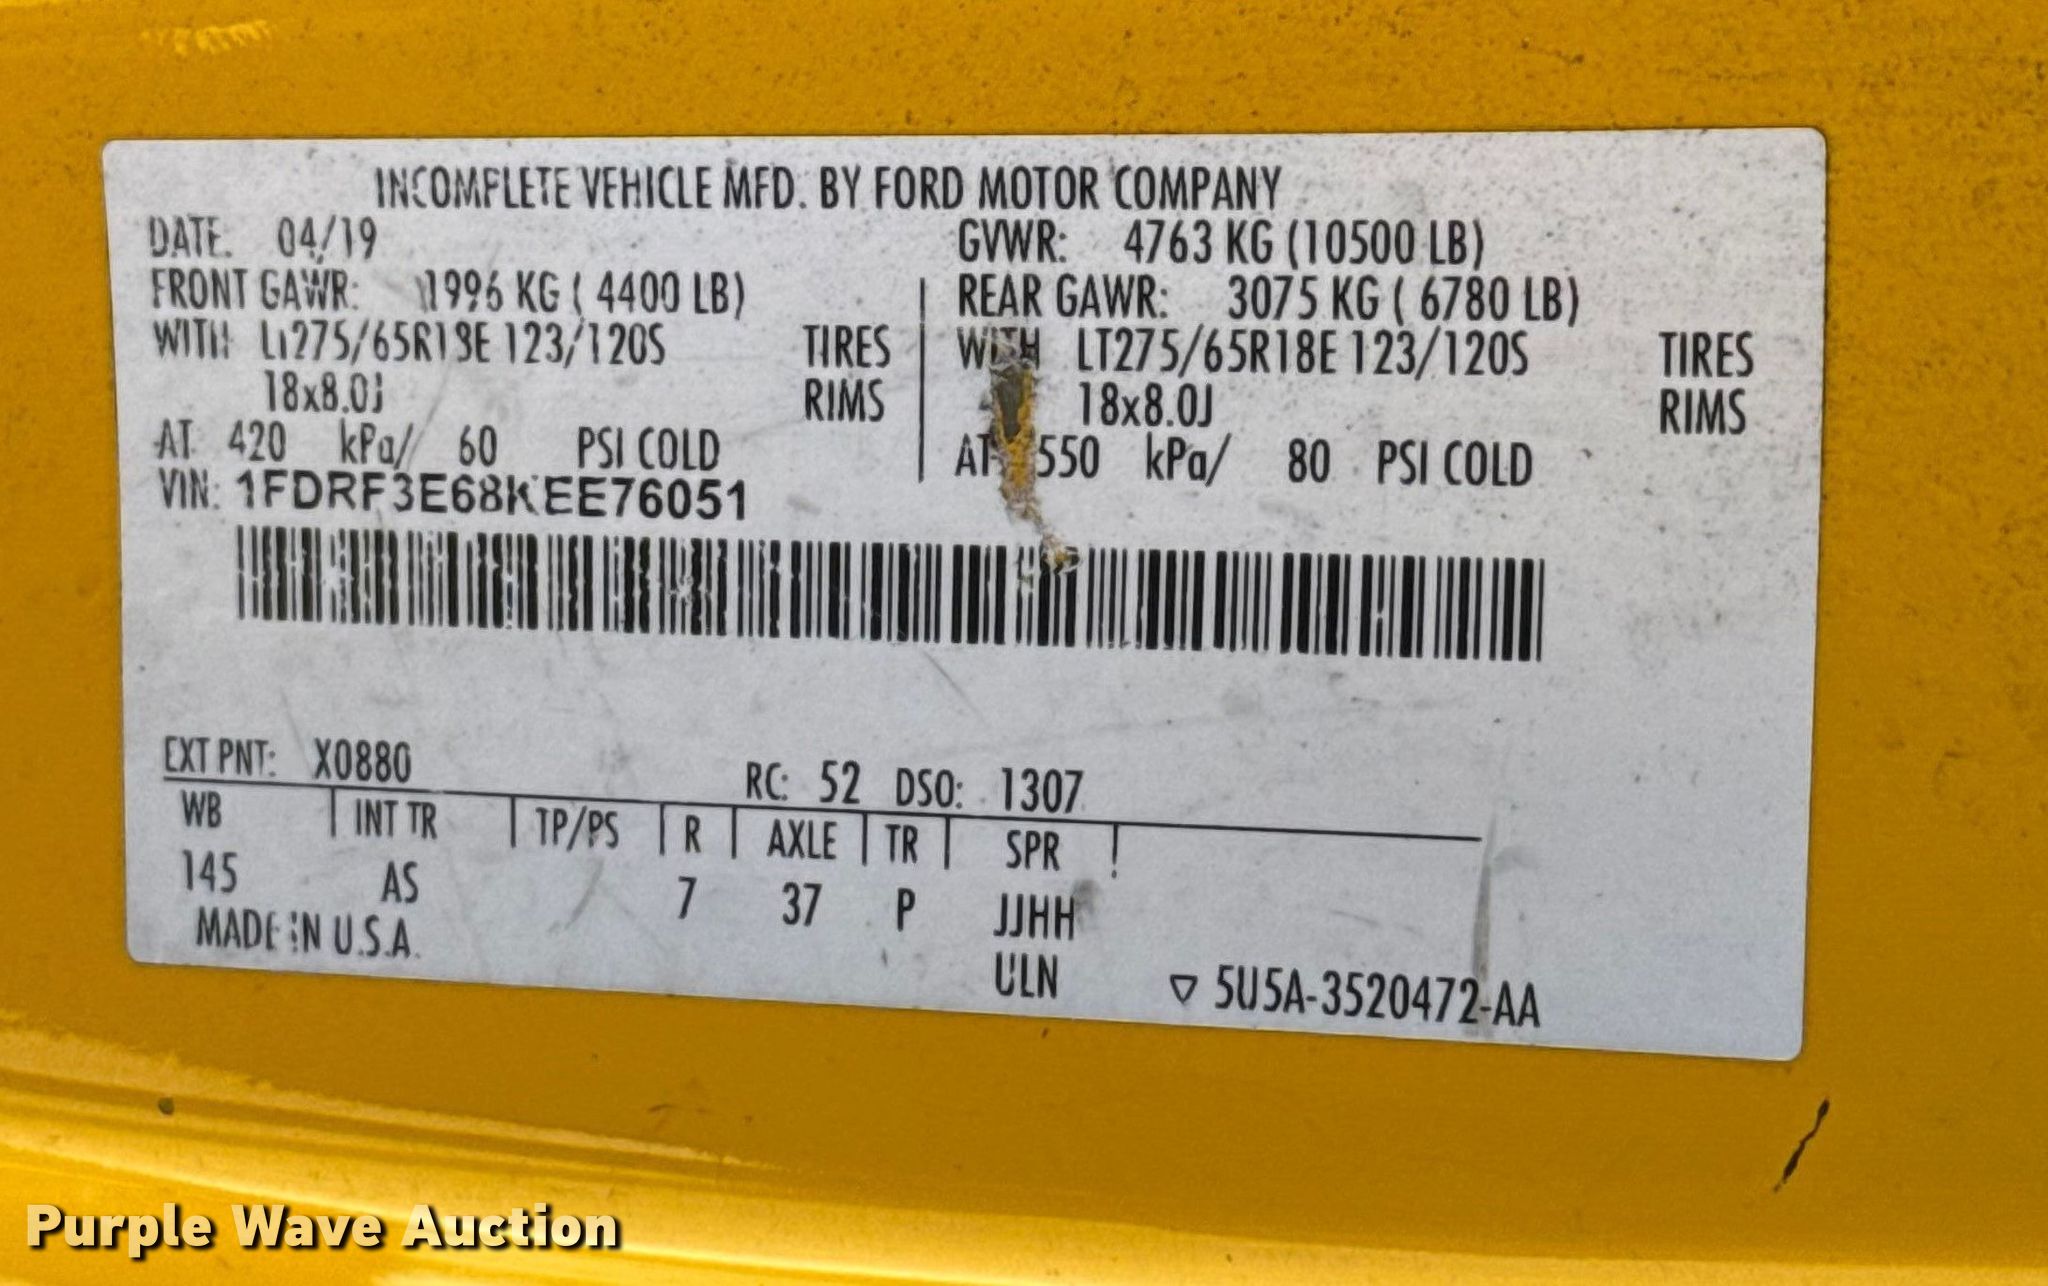 INCOMPLETE VEHICLE MFD. BY FORD MOTOR COMPANY
DATE: 04/19 GVWR: 4763 KG (10500 LB)
FRONT GAWR: 1996 KG ( 4400 LB) REAR GAWR: 3075 KG ( 6780 LB)
WITH LT275/65R18E 123/120S TIRES WITH LT275/65R18E 123/120S TIRES
18x8.0J RIMS 18x8.0J RIMS
AT 420 kPa/ 60 PSI COLD AT 550 kPa/ 80 PSI COLD
VIN: 1FDRF3E68KEE76051
EXT PNT: X0880 RC: 52 DSO: 1307
WB INT TR TP/PS R AXLE TR SPR
145 AS 7 37 P JJHH
MADE IN U.S.A. ULN ▽ 5U5A-3520472-AA
Purple Wave Auction